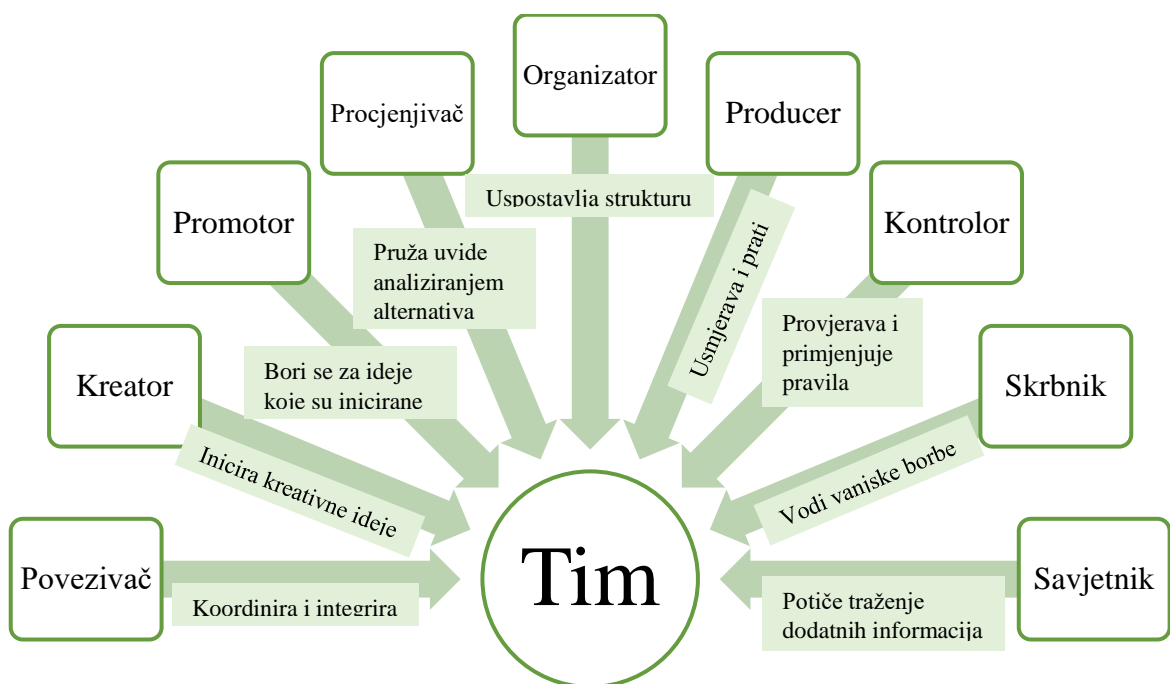 Organizator
Procjenjivač
Producer
Promotor
Kontrolor
Kreator
Skrbnik
Povezivač
Savjetnik
Uspostavlja strukturu
Pruža uvide
analiziranjem
alternativa
Usmjerava i prati
Bori se za ideje
koje su inicirane
Provjerava i
primjenjuje
pravila
Inicira kreativne ideje
Vodi vanjske borbe
Koordinira i integrira
Potiče traženje
dodatnih informacija
Tim